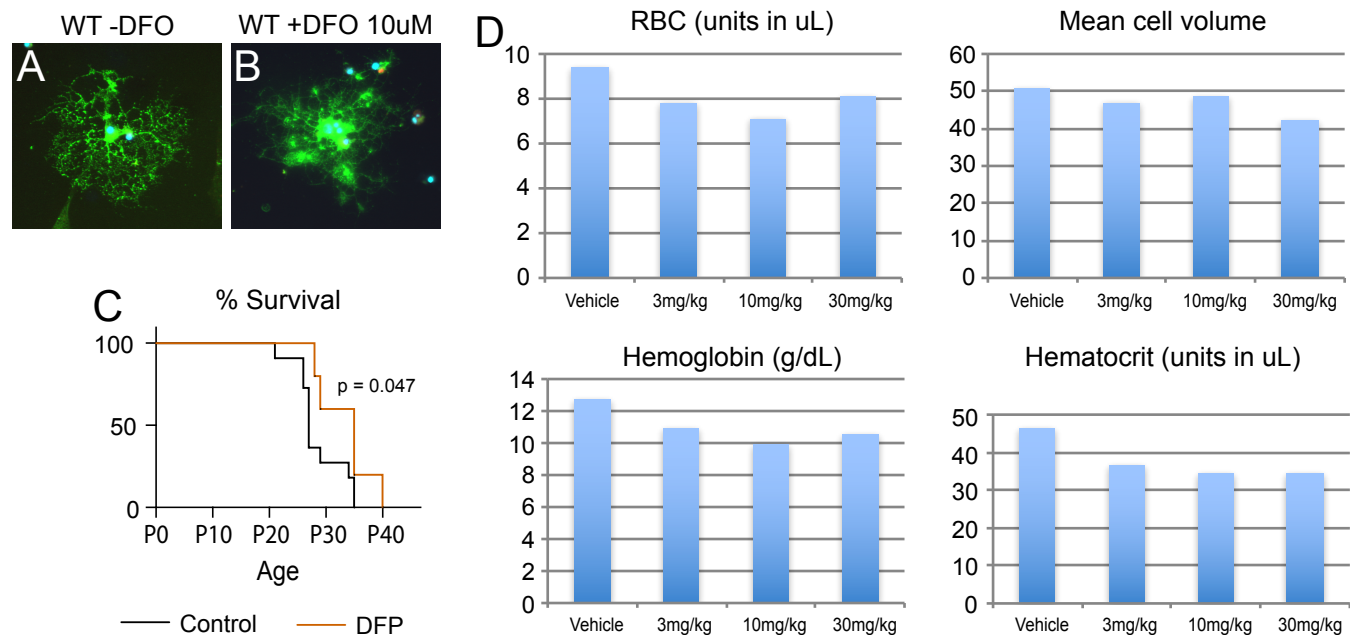 WT -DFO
WT +DFO 10uM
A
B
C
% Survival
100
50
0
p = 0.047
P0 P10 P20 P30 P40
Age
Control DFP
D
RBC (units in uL)
10
8
6
4
2
0
Vehicle 3mg/kg 10mg/kg 30mg/kg
Mean cell volume
60
50
40
30
20
10
0
Vehicle 3mg/kg 10mg/kg 30mg/kg
Hemoglobin (g/dL)
14
12
10
8
6
4
2
0
Vehicle 3mg/kg 10mg/kg 30mg/kg
Hematocrit (units in uL)
50
40
30
20
10
0
Vehicle 3mg/kg 10mg/kg 30mg/kg